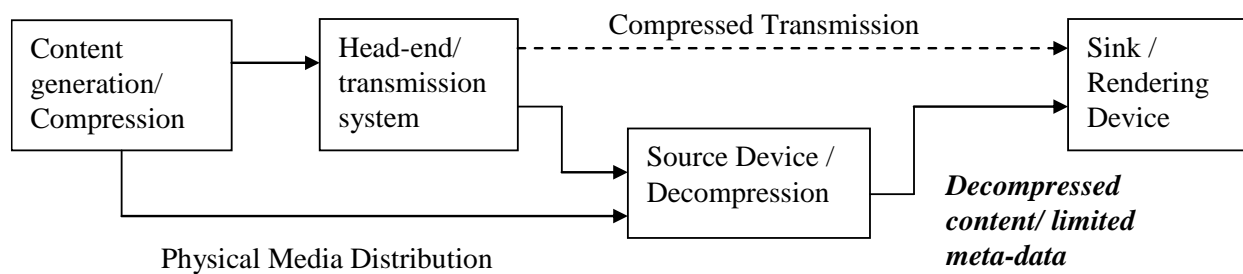 Compressed Transmission
Content
generation/
Compression
Head-end/
transmission
system
Sink /
Rendering
Device
Source Device /
Decompression
Decompressed
content/ limited
meta-data
Physical Media Distribution